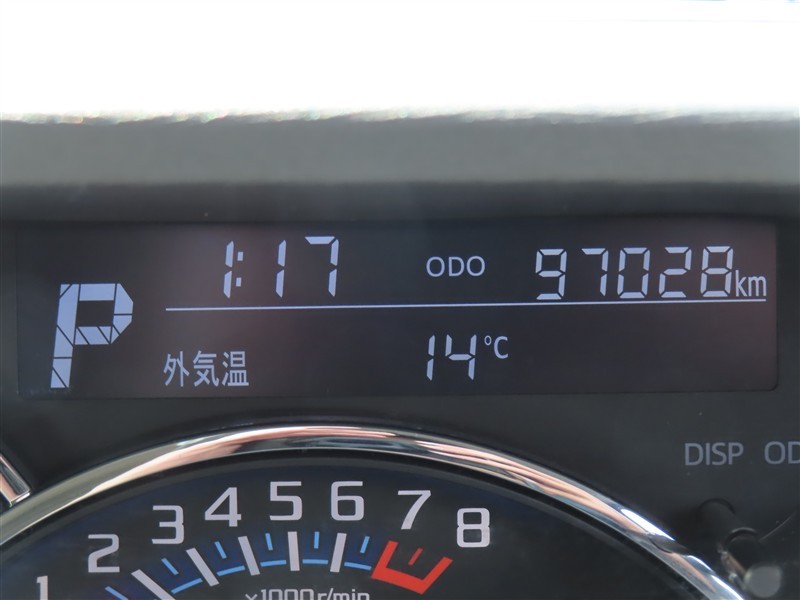 1:17 ODO 97028km
P
外気温 14°C
DISP OD
1 2 3 4 5 6 7 8
×1000r/min